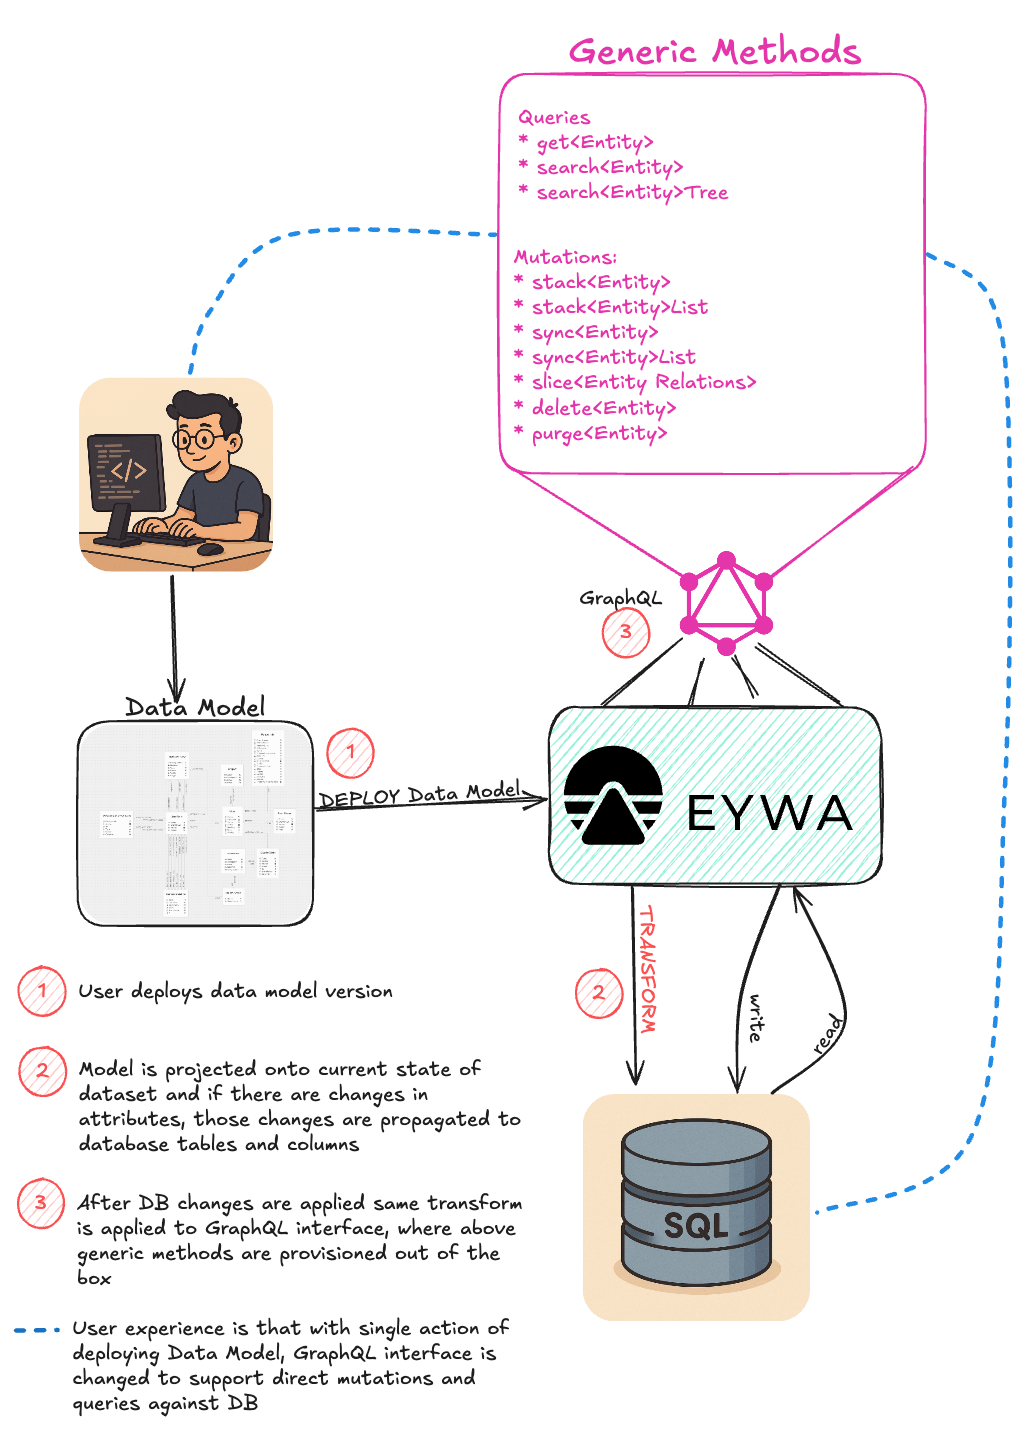 Generic Methods
Queries
* get<Entity>
* search<Entity>
* search<Entity>Tree
Mutations:
* stack<Entity>
* stack<Entity>List
* sync<Entity>
* sync<Entity>List
* slice<Entity Relations>
* delete<Entity>
* purge<Entity>
</>
GraphQL
3
Data Model
1
DEPLOY Data Model
EYWA
TRANSFORM
2
write
read
SQL
1
User deploys data model version
2
Model is projected onto current state of
dataset and if there are changes in
attributes, those changes are propagated to
database tables and columns
3
After DB changes are applied same transform
is applied to GraphQL interface, where above
generic methods are provisioned out of the
box
User experience is that with single action of
deploying Data Model, GraphQL interface is
changed to support direct mutations and
queries against DB